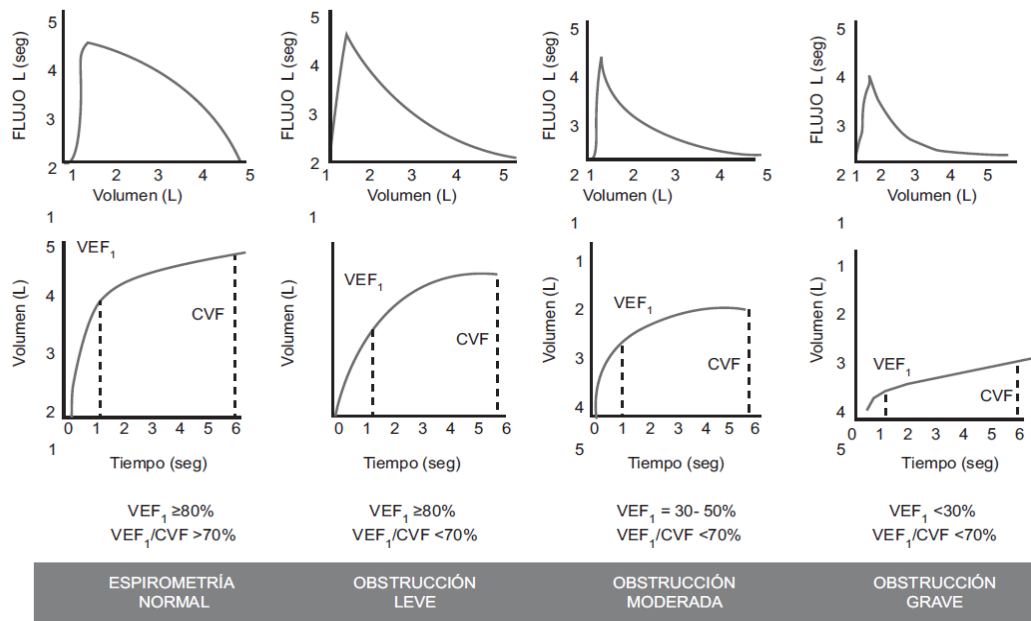 5
4
3
2
FLUJO L (seg)
1 2 3 4 5
Volumen (L)
5
4
3
2
FLUJO L (seg)
1 2 3 4 5
Volumen (L)
5
4
3
FLUJO L (seg)
2 1 2 3 4 5
Volumen (L)
5
4
3
FLUJO L (seg)
2 1 2 3 4 5
Volumen (L)
1
5
4
3
2
1
Volumen (L)
VEF1
CVF
0 1 2 3 4 5 6
Tiempo (seg)
1
Volumen (L)
VEF1
CVF
0 1 2 3 4 5 6
Tiempo (seg)
1
1
2
3
4
5
Volumen (L)
VEF1
CVF
0 1 2 3 4 5 6
Tiempo (seg)
1
1
2
3
4
Volumen (L)
VEF1
CVF
0 1 2 3 4 5 6
Tiempo (seg)
VEF1 ≥80%
VEF1/CVF >70%
VEF1 ≥80%
VEF1/CVF <70%
VEF1 = 30- 50%
VEF1/CVF <70%
VEF1 <30%
VEF1/CVF <70%
ESPIROMETRÍA
NORMAL
OBSTRUCCIÓN
LEVE
OBSTRUCCIÓN
MODERADA
OBSTRUCCIÓN
GRAVE